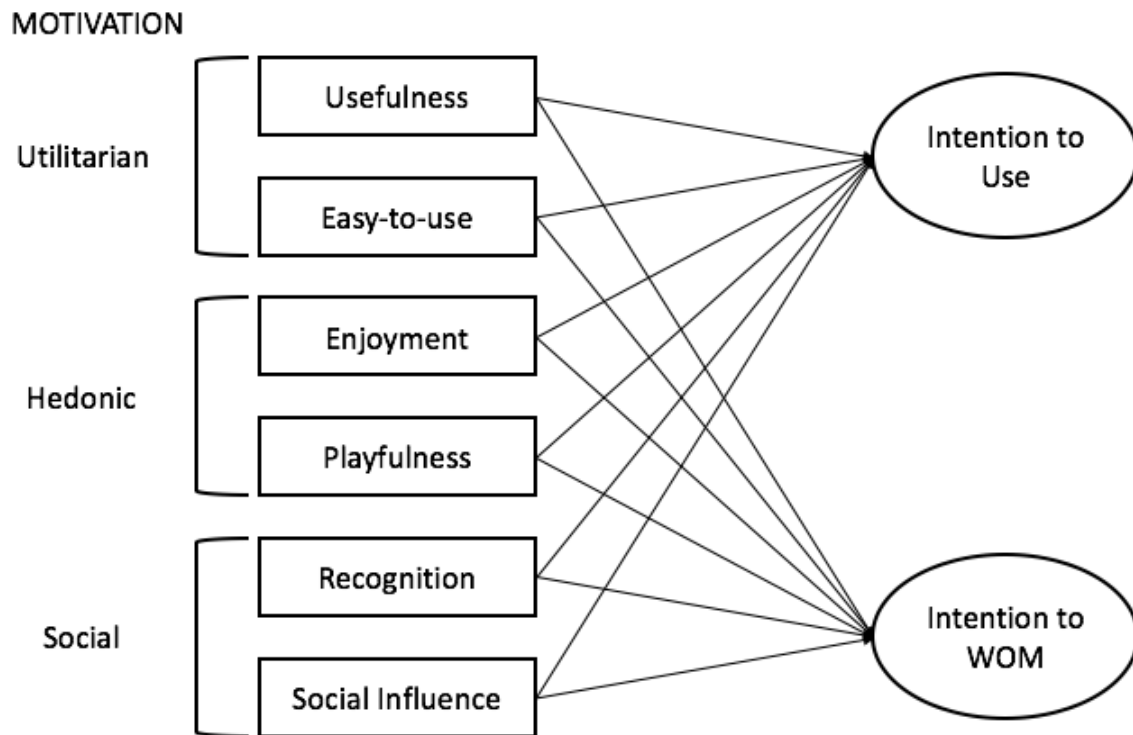 MOTIVATION
Utilitarian
Usefulness
Easy-to-use
Hedonic
Enjoyment
Playfulness
Social
Recognition
Social Influence
Intention to
Use
Intention to
WOM